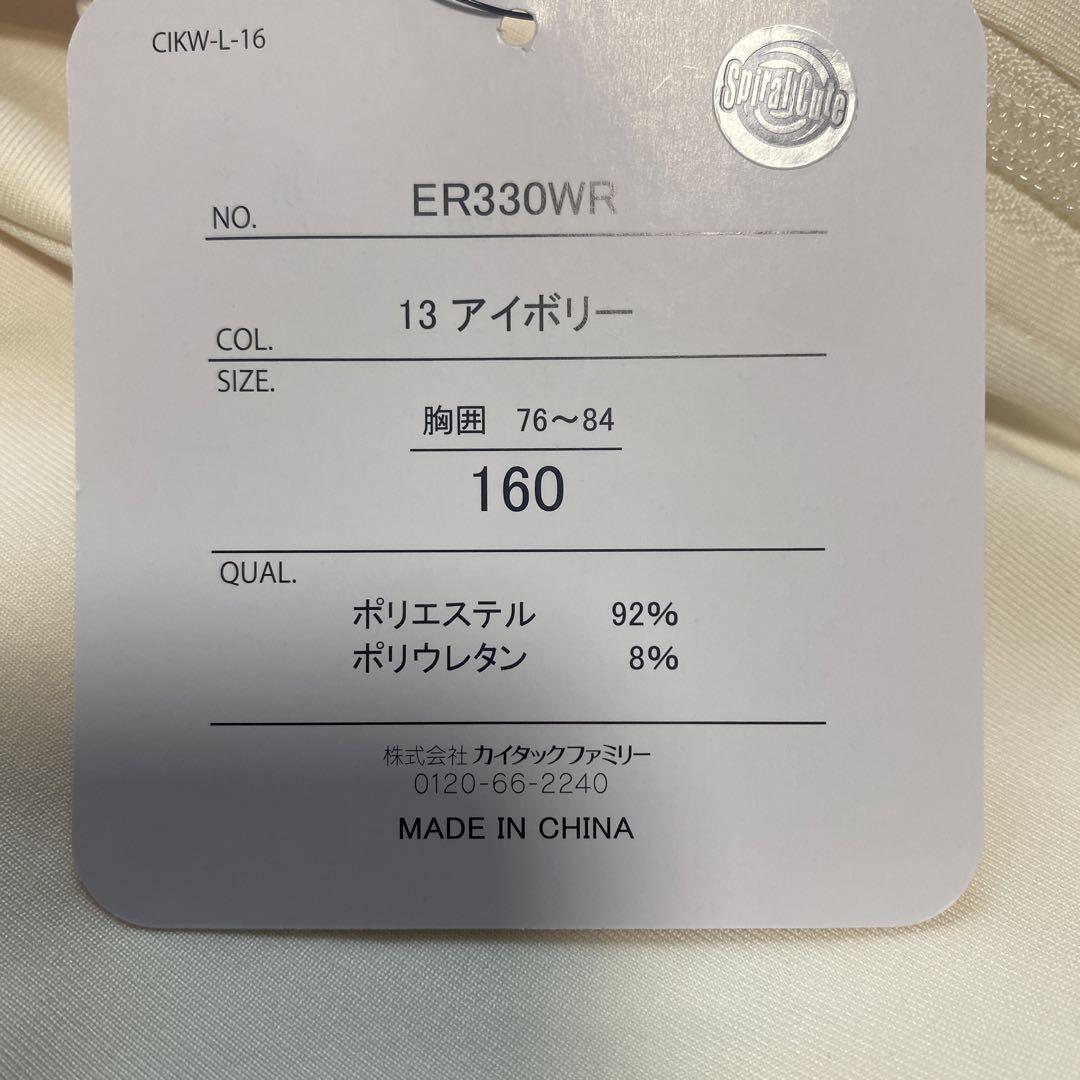 CIKW-L-16
Spiral Cute
NO. ER330WR
COL. 13 アイボリー
SIZE.
胸囲 76～84
160
QUAL.
ポリエステル 92%
ポリウレタン 8%
株式会社 カイタックファミリー
0120-66-2240
MADE IN CHINA